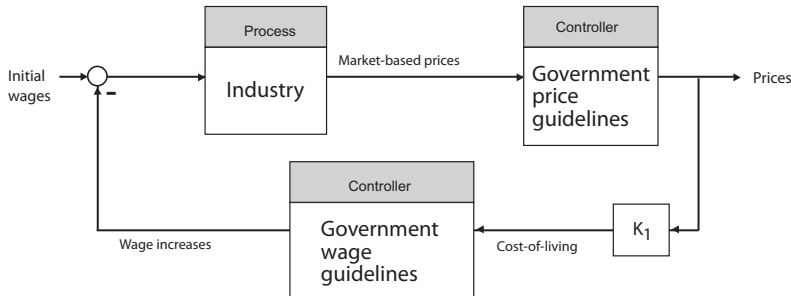 Process
Controller
Initial
wages
Industry
Market-based prices
Government
price
guidelines
Prices
-
Controller
Government
wage
guidelines
Wage increases
Cost-of-living
K1